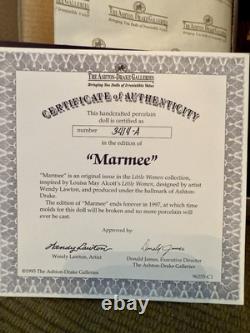 THE ASHTON-DRAKE GALLERIES
Bringing You Dolls of Irresistible Value
CERTIFICATE of AUTHENTICITY
This handcrafted porcelain
doll is certified as
number 3414-A
in the edition of
"Marmee"
"Marmee" is an original issue in the Little Women collection,
inspired by Louisa May Alcott's Little Women, designed by artist
Wendy Lawton, and produced under the hallmark of Ashton-
Drake.
The edition of "Marmee" ends forever in 1997, at which time
molds for this doll will be broken and no more porcelain will
ever be cast.
Approved by:
Wendy Lawton
Wendy Lawton, Artist
Donald James, Executive Director
The Ashton-Drake Galleries
©1995 The Ashton-Drake Galleries